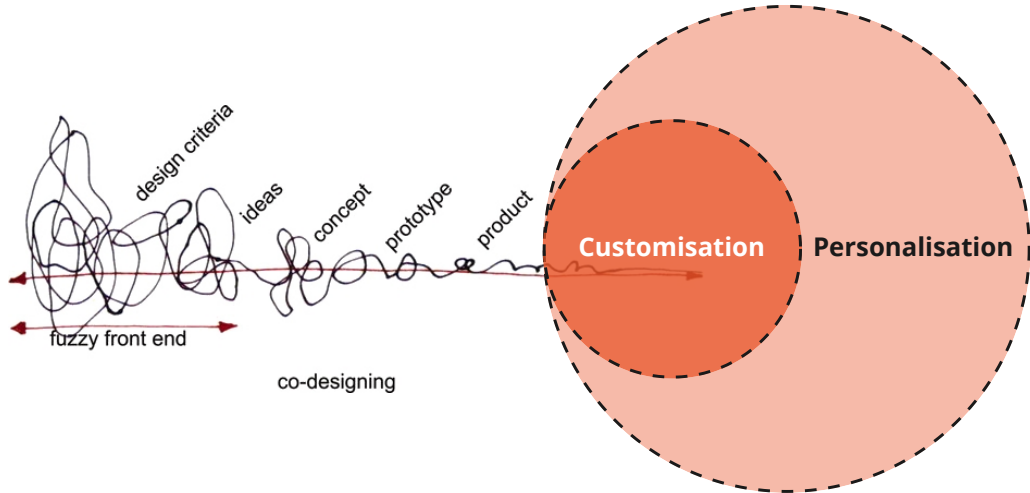 design criteria
ideas
concept
prototype
product
Customisation
Personalisation
fuzzy front end
co-designing